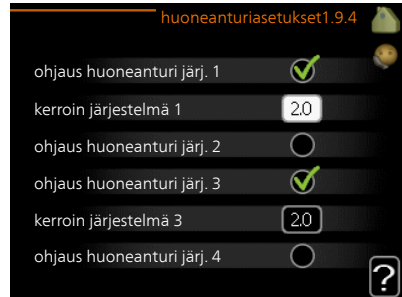 huoneanturiasetukset1.9.4
ohjaus huoneanturi järj. 1
kerroin järjestelmä 1 2.0
ohjaus huoneanturi järj. 2
ohjaus huoneanturi järj. 3
kerroin järjestelmä 3 2.0
ohjaus huoneanturi järj. 4
?